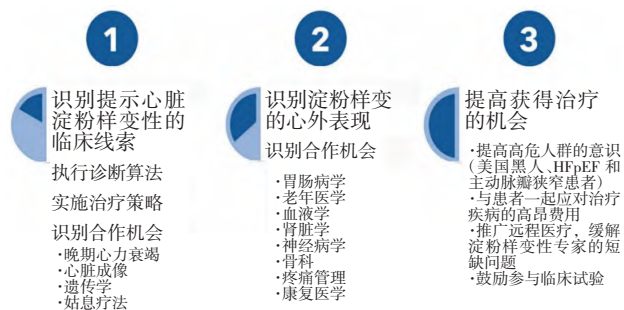 1
识别提示心脏
淀粉样变性的
临床线索
执行诊断算法
实施治疗策略
识别合作机会
·晚期心力衰竭
·心脏成像
·遗传学
·姑息疗法
2
识别淀粉样变
的心外表现
识别合作机会
·胃肠病学
·老年医学
·血液学
·肾脏学
·神经病学
·骨科
·疼痛管理
·康复医学
3
提高获得治疗
的机会
·提高高危人群的意识
(美国黑人、HFpEF 和
主动脉瓣狭窄患者)
·与患者一起应对治疗
疾病的高昂费用
·推广远程医疗，缓解
淀粉样变性专家的短
缺问题
·鼓励参与临床试验